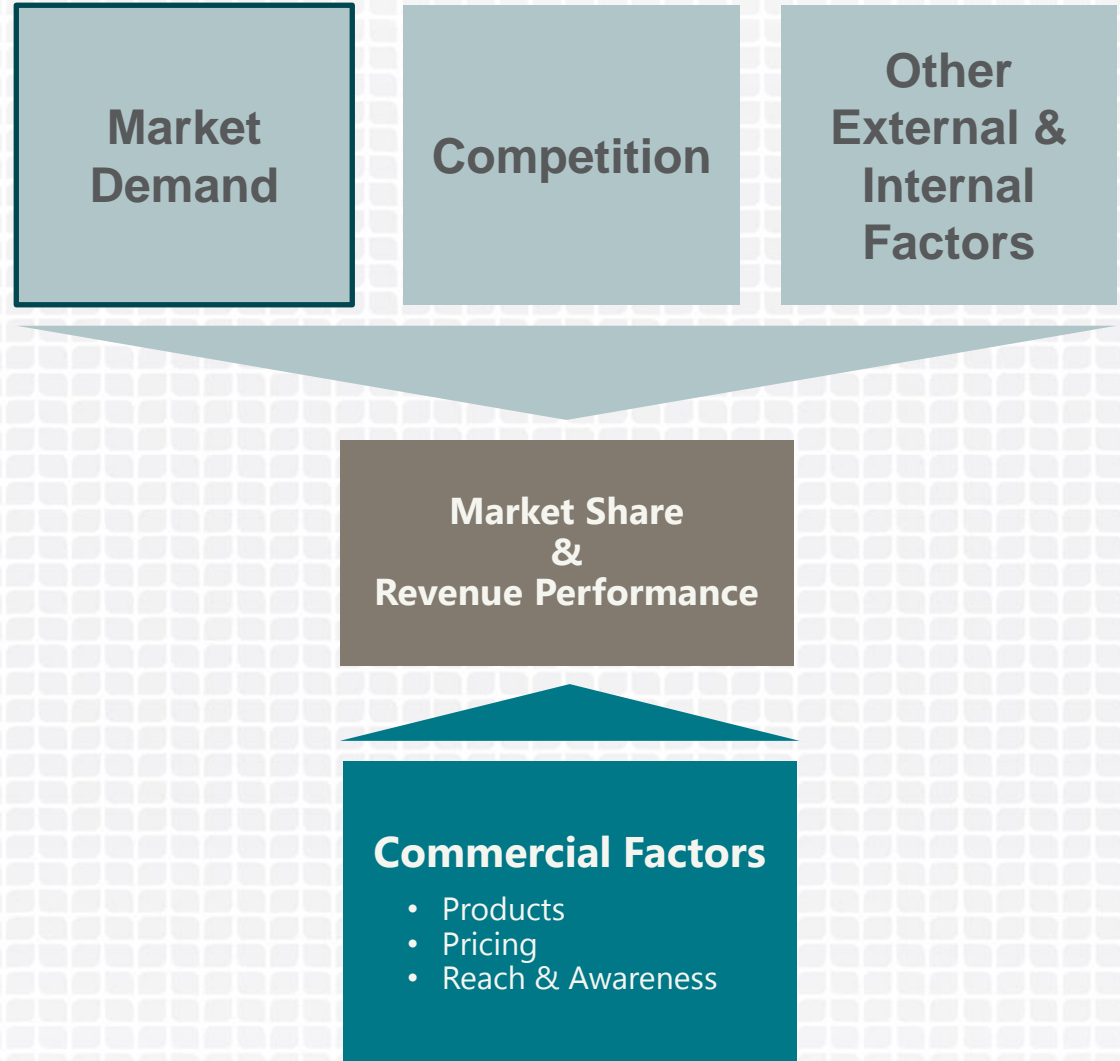 Market
Demand
Competition
Other
External &
Internal
Factors
Market Share
&
Revenue Performance
Commercial Factors
• Products
• Pricing
• Reach & Awareness